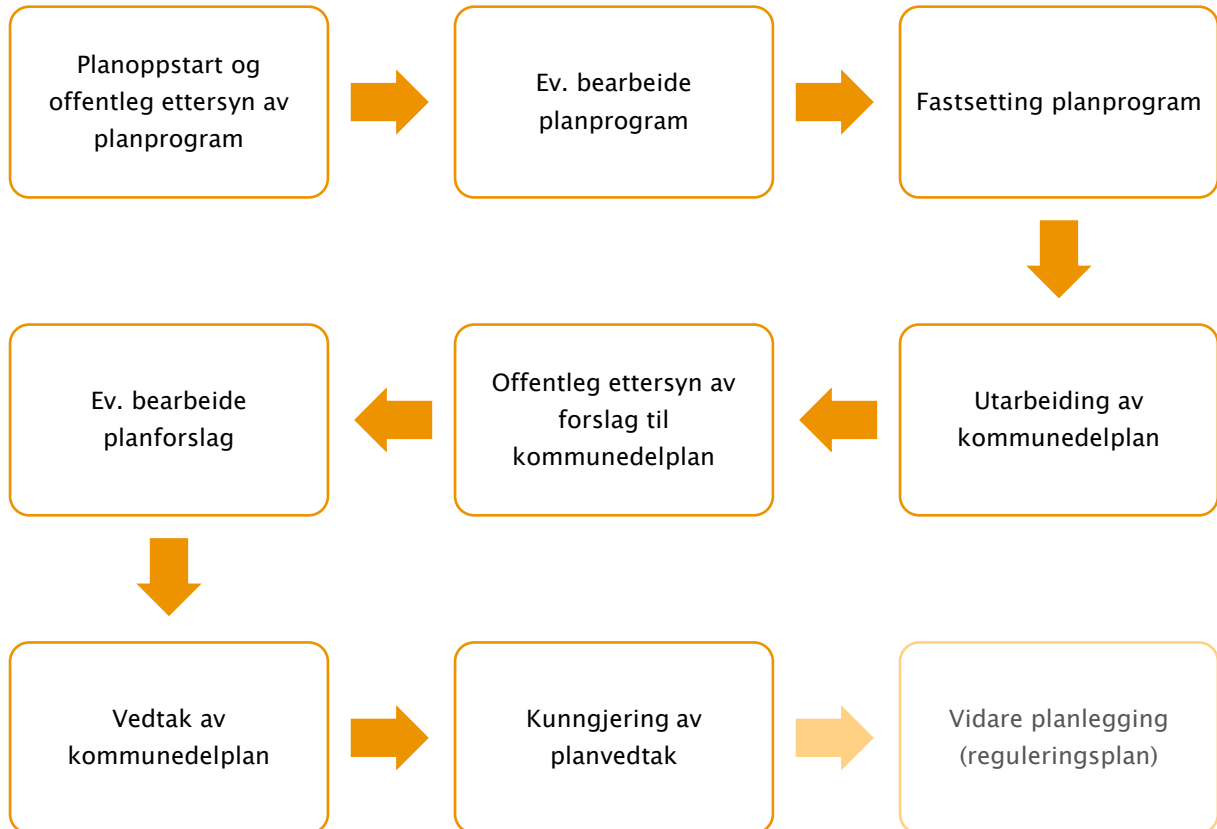 Planoppstart og
offentleg ettersyn av
planprogram
Ev. bearbeide
planprogram
Fastsetting planprogram
Utarbeiding av
kommunedelplan
Offentleg ettersyn av
forslag til
kommunedelplan
Ev. bearbeide
planforslag
Vedtak av
kommunedelplan
Kunngjering av
planvedtak
Vidare planlegging
(reguleringsplan)